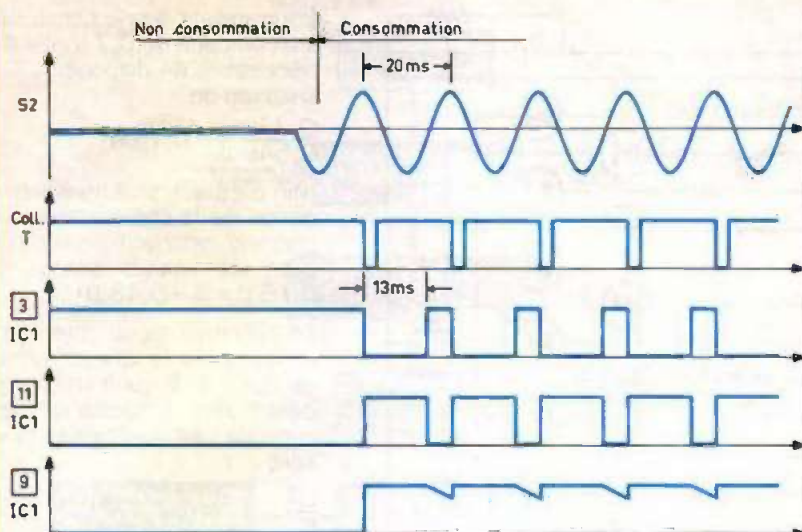 Non consommation
Consommation
20ms
S2
Coll.
T
13ms
3
IC1
11
IC1
9
IC1